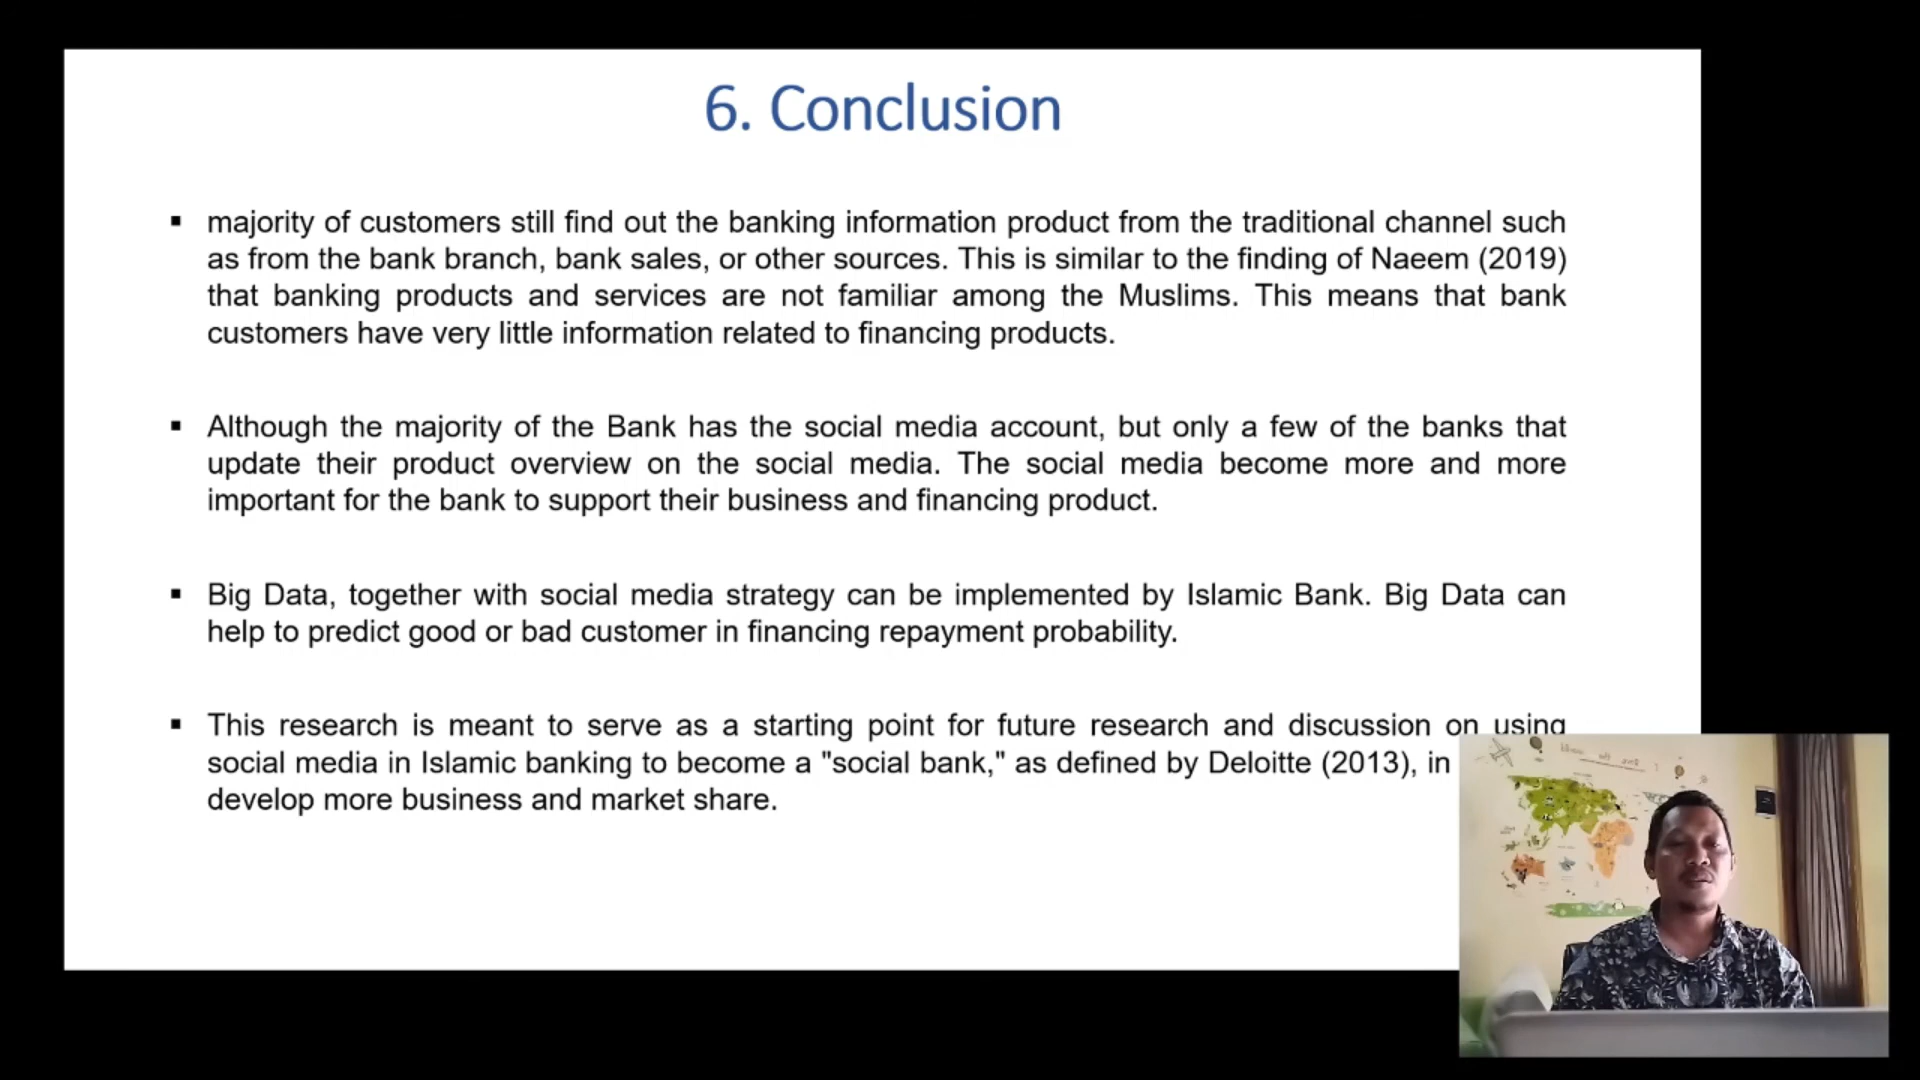 6. Conclusion
▪ majority of customers still find out the banking information product from the traditional channel such
as from the bank branch, bank sales, or other sources. This is similar to the finding of Naeem (2019)
that banking products and services are not familiar among the Muslims. This means that bank
customers have very little information related to financing products.
▪ Although the majority of the Bank has the social media account, but only a few of the banks that
update their product overview on the social media. The social media become more and more
important for the bank to support their business and financing product.
▪ Big Data, together with social media strategy can be implemented by Islamic Bank. Big Data can
help to predict good or bad customer in financing repayment probability.
▪ This research is meant to serve as a starting point for future research and discussion on using
social media in Islamic banking to become a "social bank," as defined by Deloitte (2013), in
develop more business and market share.